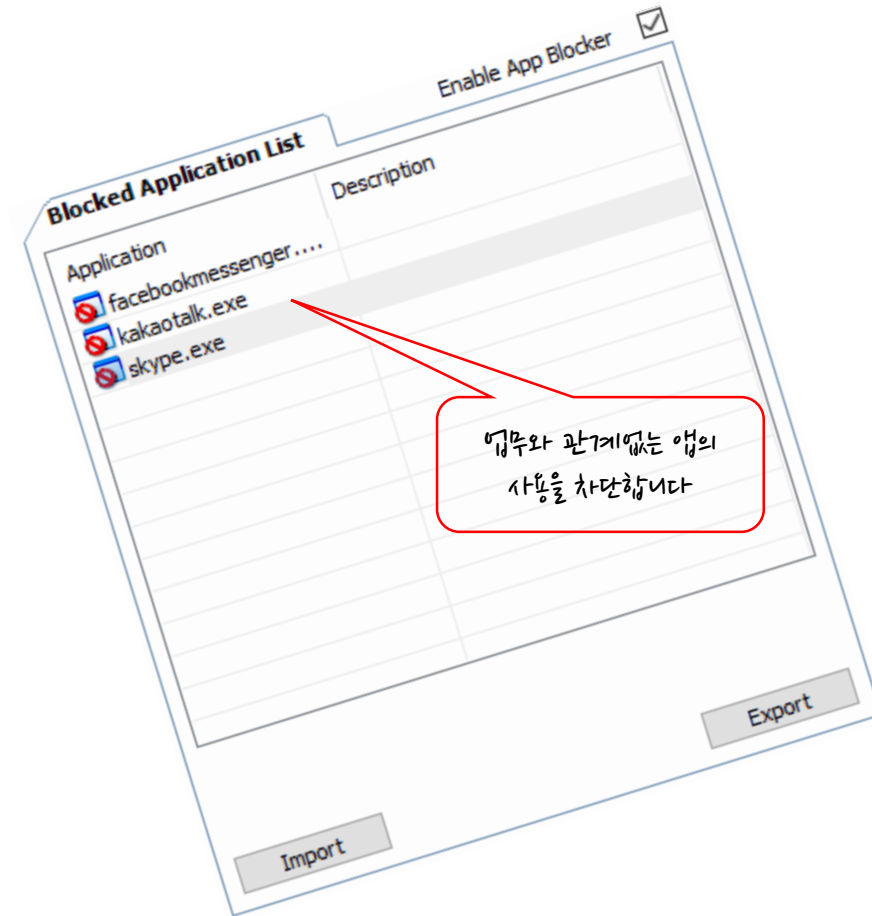 Enable App Blocker
Blocked Application List
Application
Description
facebookmessenger....
kakaotalk.exe
skype.exe
업무와 관계없는 앱의
사용을 차단합니다
Export
Import